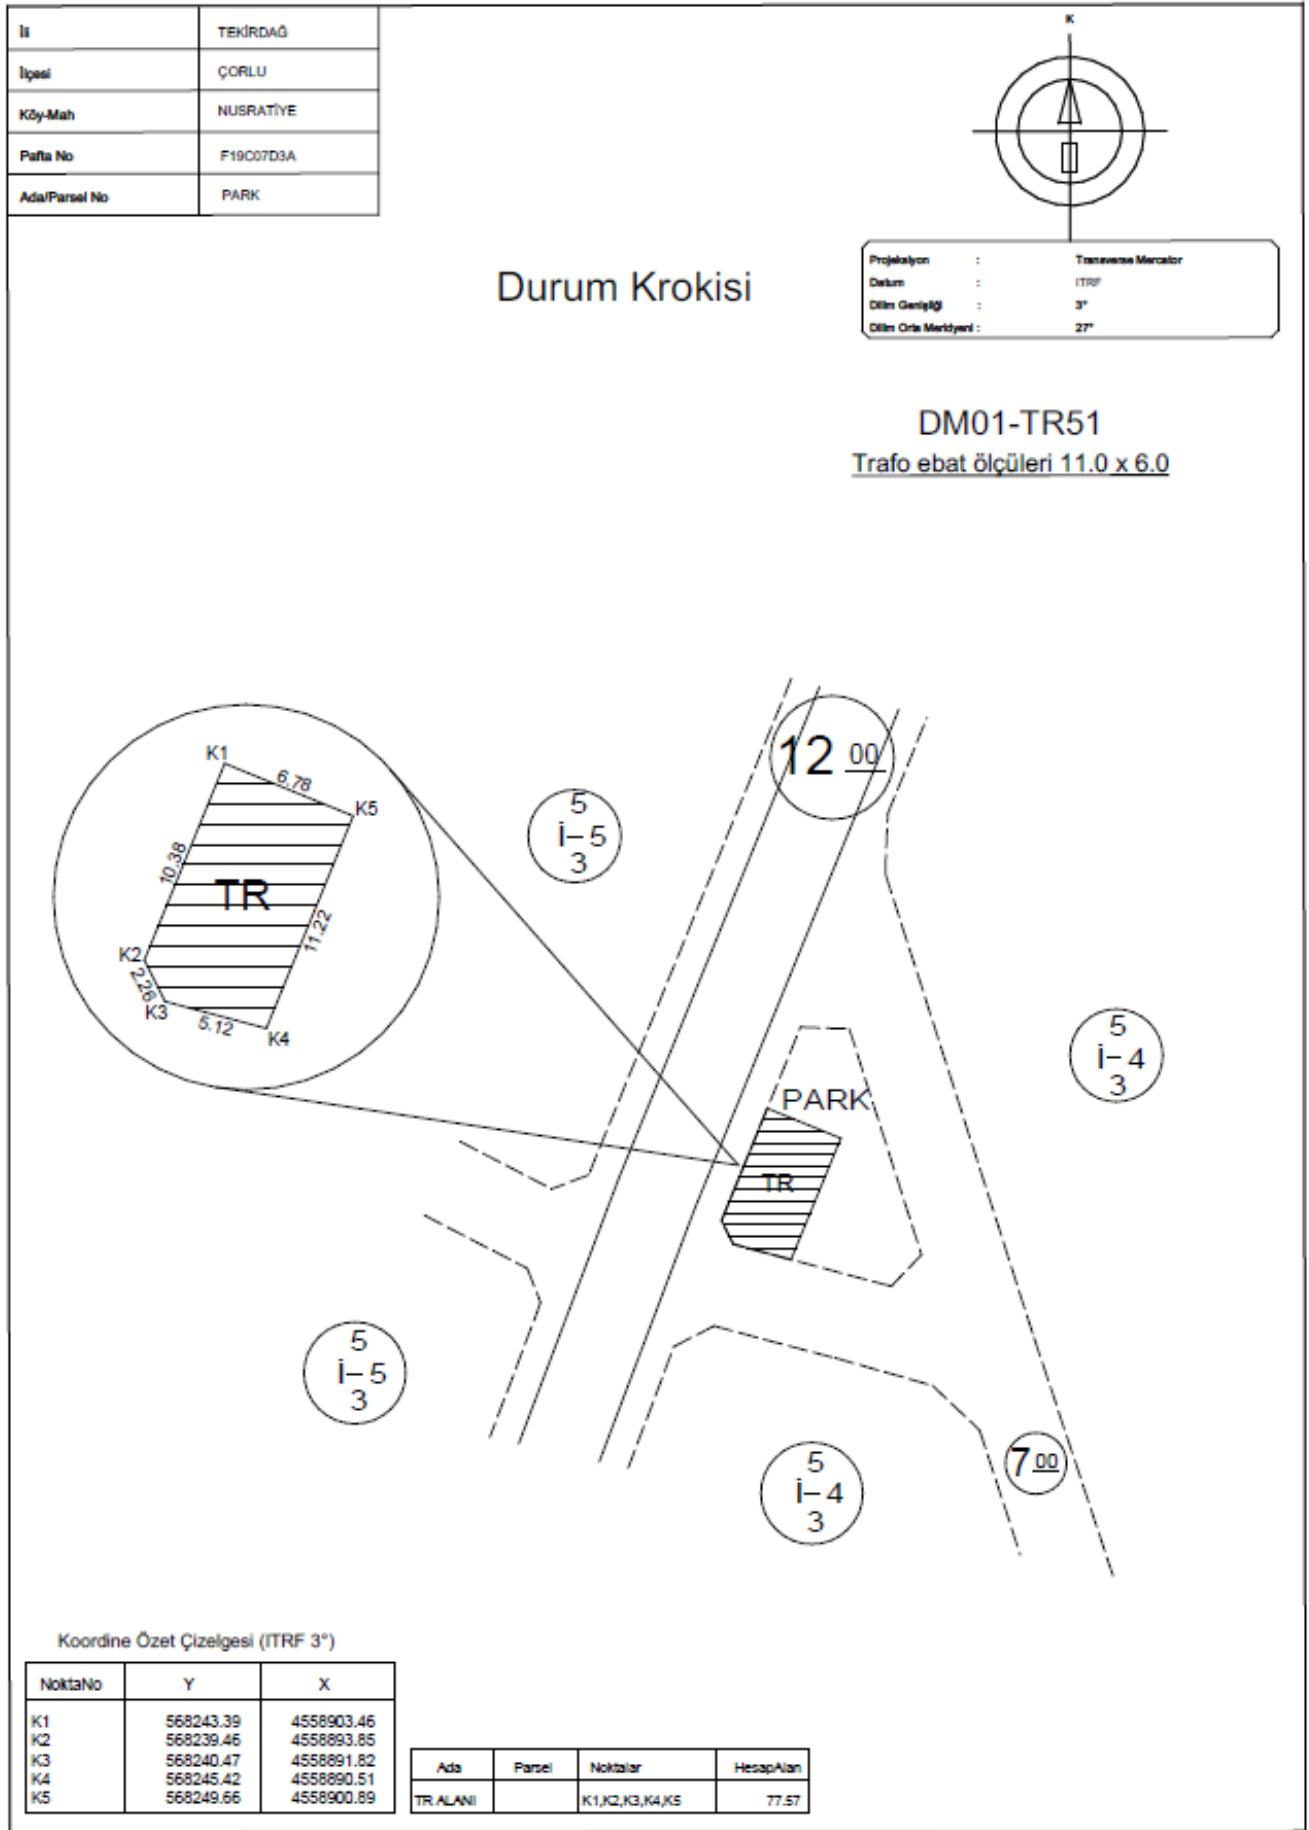 İli TEKİRDAĞ
İlçesi ÇORLU
Köy-Mah NUSRATİYE
Pafta No F19C07D3A
Ada/Parsel No PARK
K
Projeksiyon : Transverse Mercator
Datum : ITRF
Dilim Genişliği : 3°
Dilim Orta Meridyeni : 27°
Durum Krokisi
DM01-TR51
Trafo ebat ölçüleri 11.0 x 6.0
12 00
K1
6.78
K5
10.38
TR
11.22
K2
2.26
K3
5.12
K4
5
İ-5
3
5
İ-4
3
PARK
TR
5
İ-5
3
5
İ-4
3
7 00
Koordine Özet Çizelgesi (ITRF 3°)
NoktaNo Y X
K1 568243.39 4558903.46
K2 568239.46 4558893.85
K3 568240.47 4558891.82
K4 568245.42 4558890.51
K5 568249.66 4558900.89
Ada Parsel Noktalar HesapAlan
TR ALANI K1,K2,K3,K4,K5 77.57